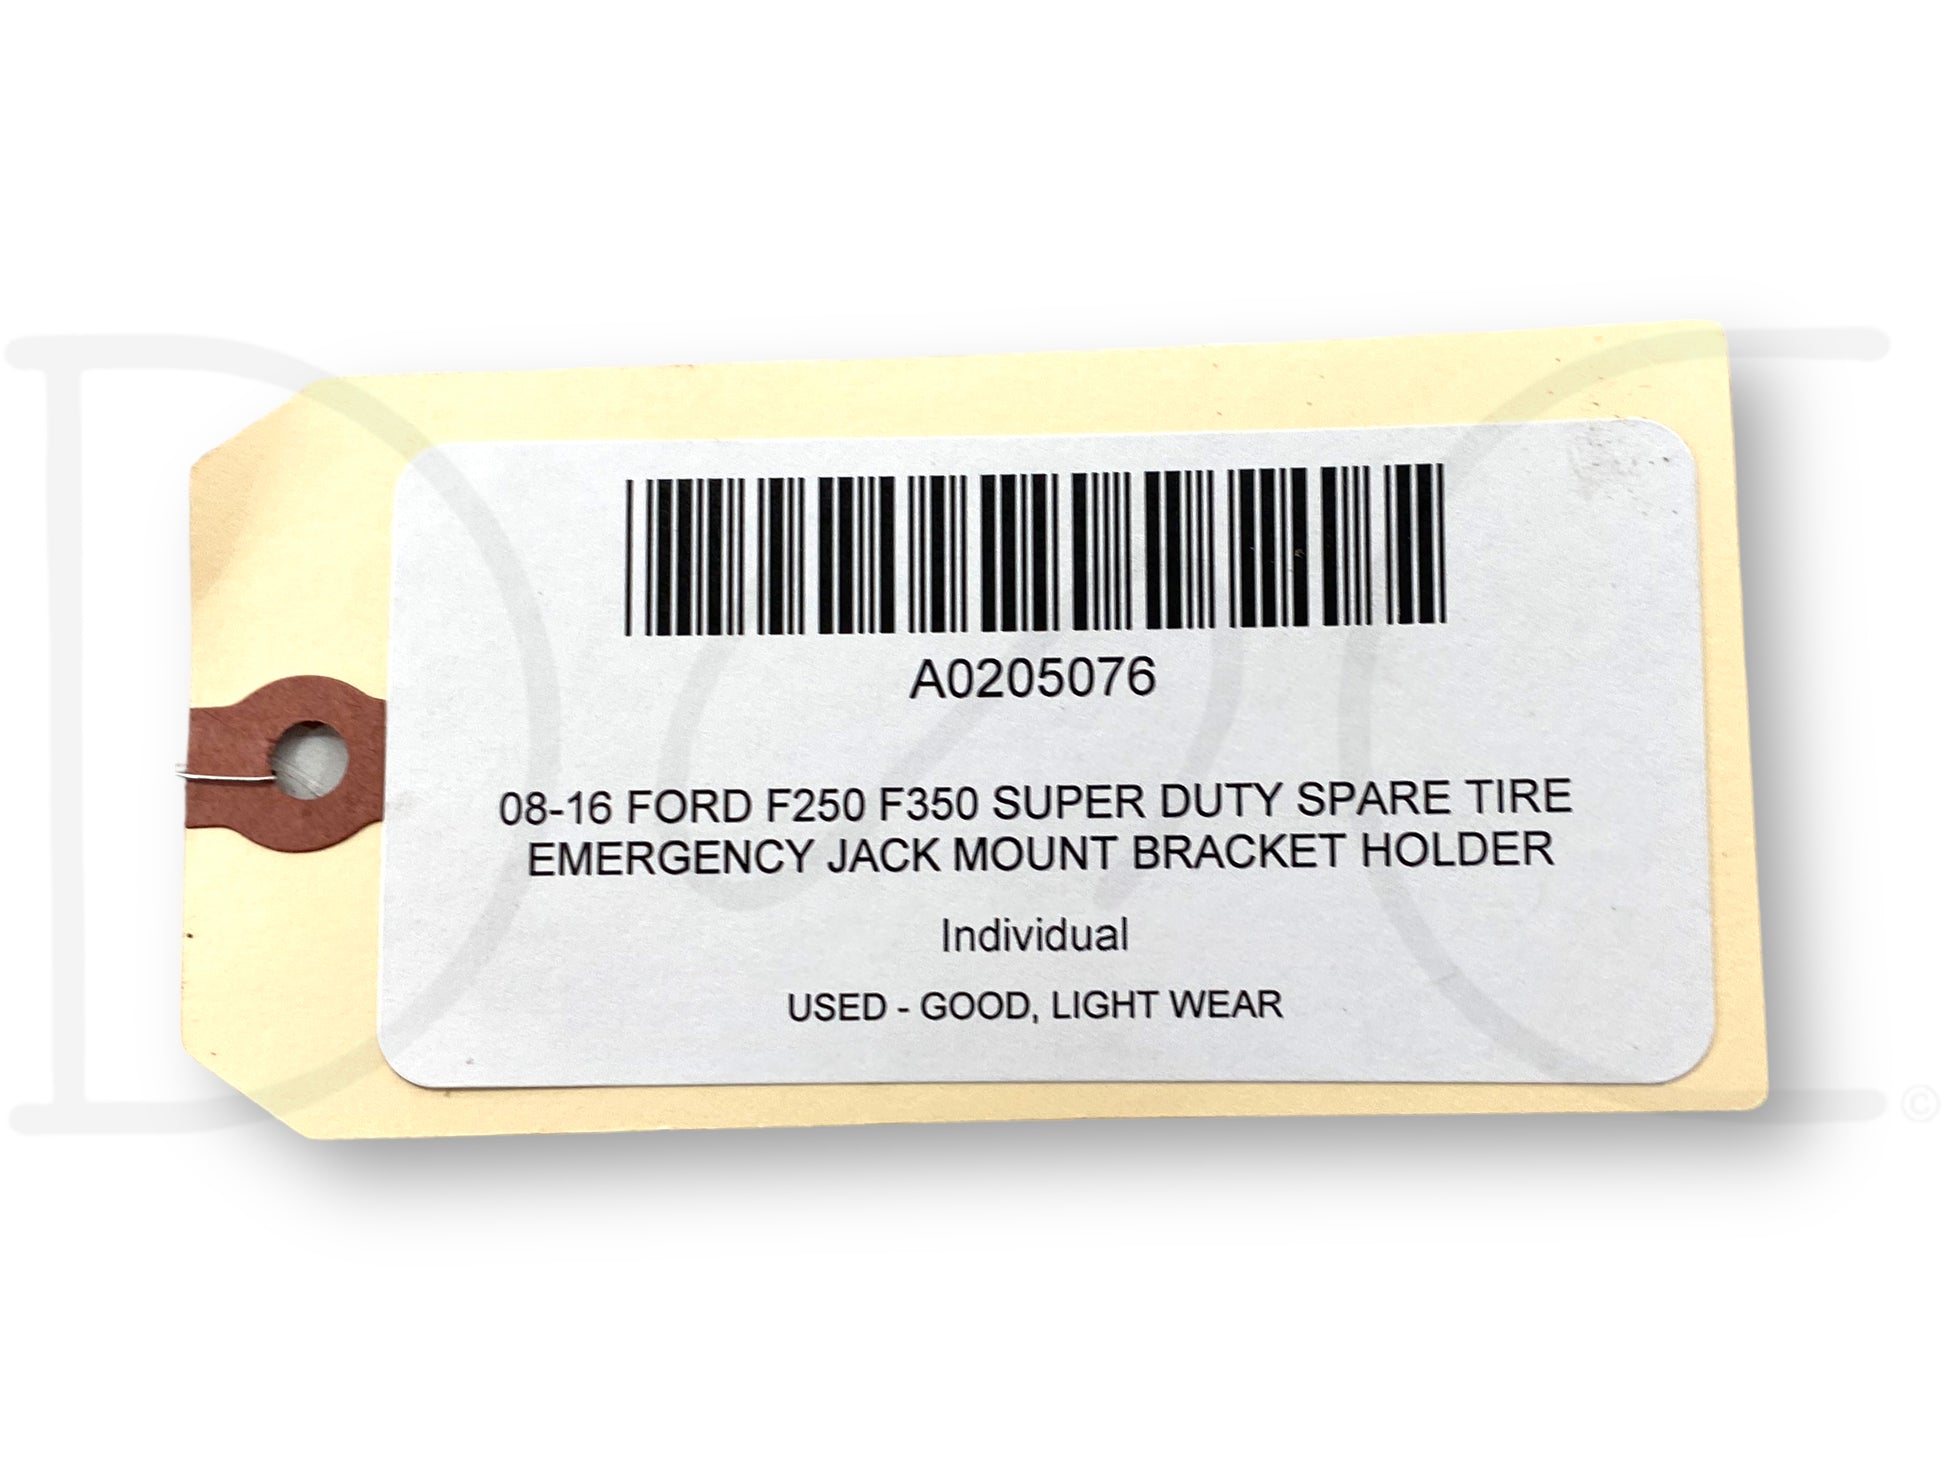 A0205076
08-16 FORD F250 F350 SUPER DUTY SPARE TIRE
EMERGENCY JACK MOUNT BRACKET HOLDER
Individual
USED - GOOD, LIGHT WEAR
©